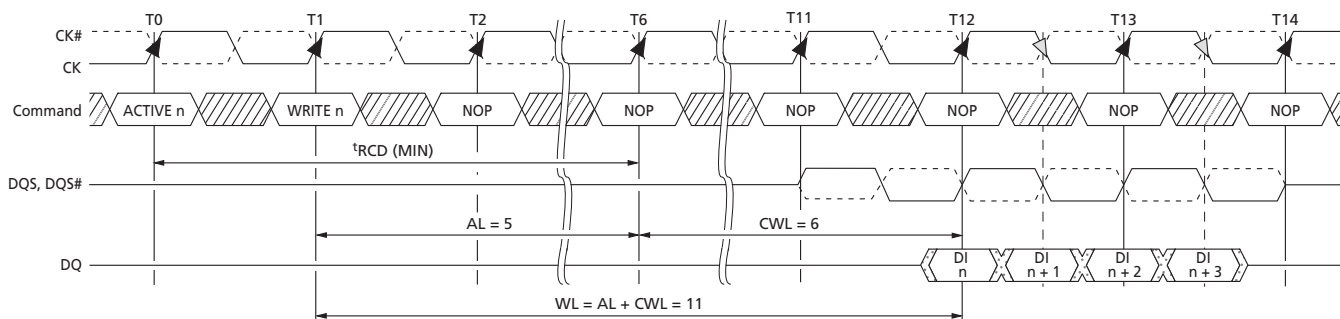 T0 T1 T2 T6 T11 T12 T13 T14
CK#
CK
Command ACTIVE n WRITE n NOP NOP NOP NOP NOP NOP
tRCD (MIN)
DQS, DQS#
AL = 5 CWL = 6
DQ DI n DI n + 1 DI n + 2 DI n + 3
WL = AL + CWL = 11